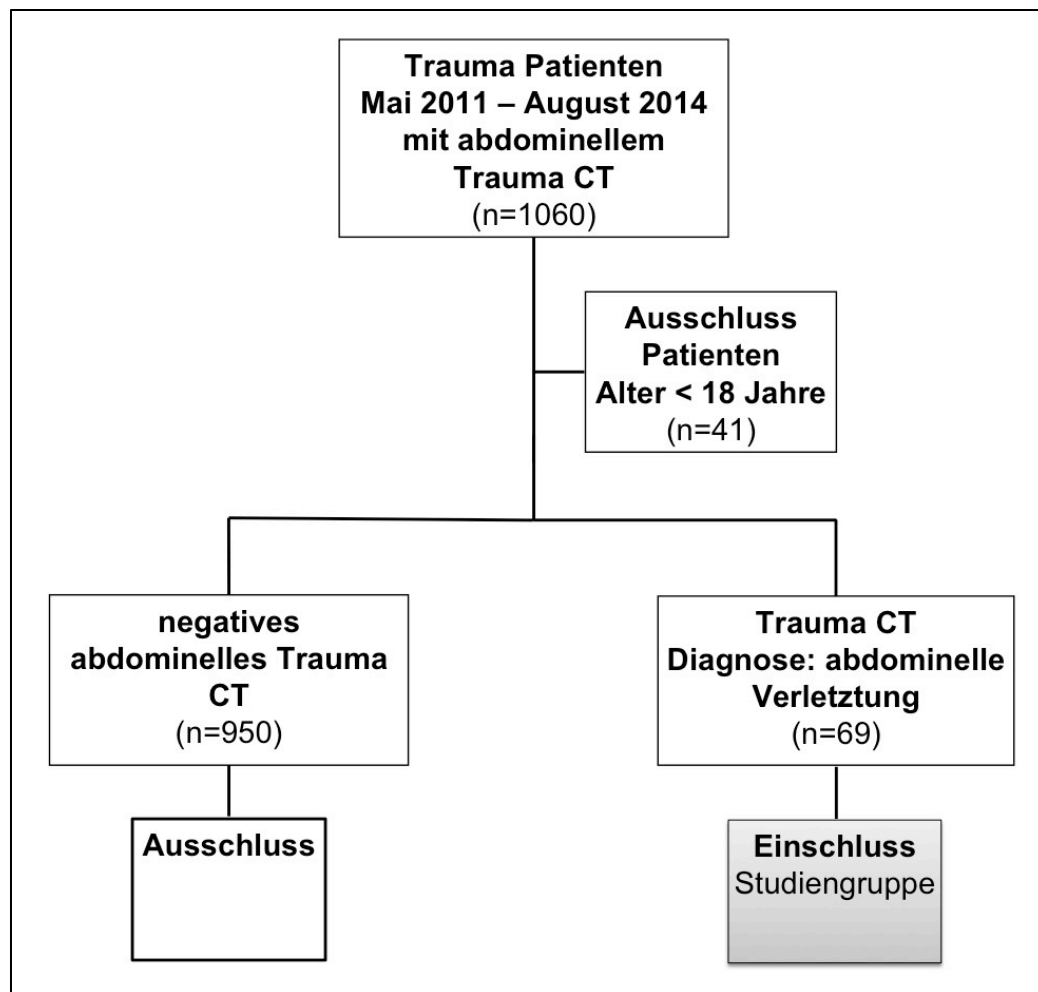 Trauma Patienten
Mai 2011 – August 2014
mit abdominellem
Trauma CT
(n=1060)
Ausschluss
Patienten
Alter < 18 Jahre
(n=41)
negatives
abdominelles Trauma
CT
(n=950)
Trauma CT
Diagnose: abdominelle
Verletztung
(n=69)
Ausschluss
Einschluss
Studiengruppe